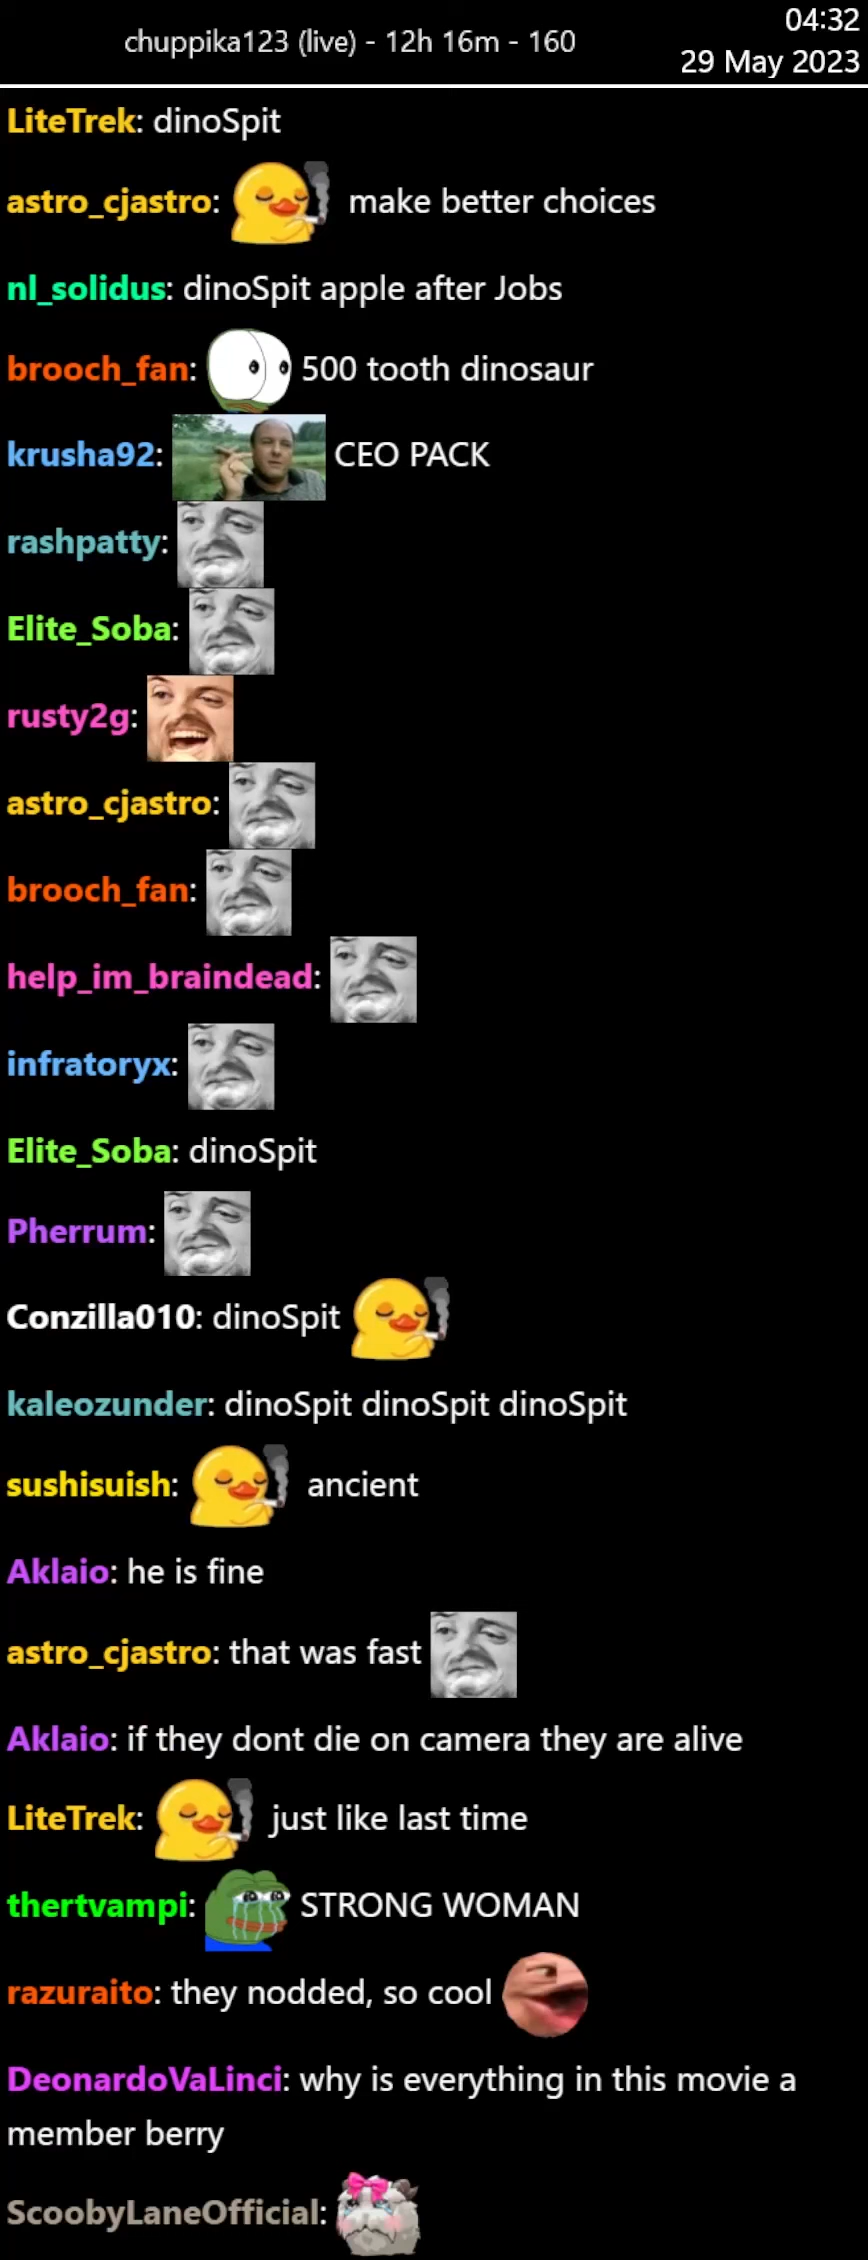 04:32
chuppika123 (live) - 12h 16m - 160
29 May 2023
LiteTrek: dinoSpit
astro_cjastro: make better choices
nl_solidus: dinoSpit apple after Jobs
brooch_fan: 500 tooth dinosaur
krusha92: CEO PACK
rashpatty:
Elite_Soba:
rusty2g:
astro_cjastro:
brooch_fan:
help_im_braindead:
infratoryx:
Elite_Soba: dinoSpit
Pherrum:
Conzilla010: dinoSpit
kaleozunder: dinoSpit dinoSpit dinoSpit
sushisuish: ancient
Aklaio: he is fine
astro_cjastro: that was fast
Aklaio: if they dont die on camera they are alive
LiteTrek: just like last time
thertvampi: STRONG WOMAN
razuraito: they nodded, so cool
DeonardoVaLinci: why is everything in this movie a
member berry
ScoobyLaneOfficial: